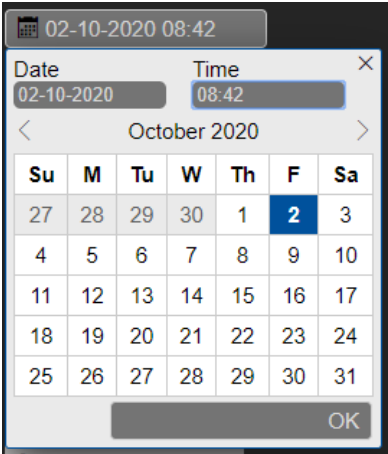 02-10-2020 08:42
Date Time
02-10-2020 08:42
October 2020
Su M Tu W Th F Sa
27 28 29 30 1 2 3
4 5 6 7 8 9 10
11 12 13 14 15 16 17
18 19 20 21 22 23 24
25 26 27 28 29 30 31
OK